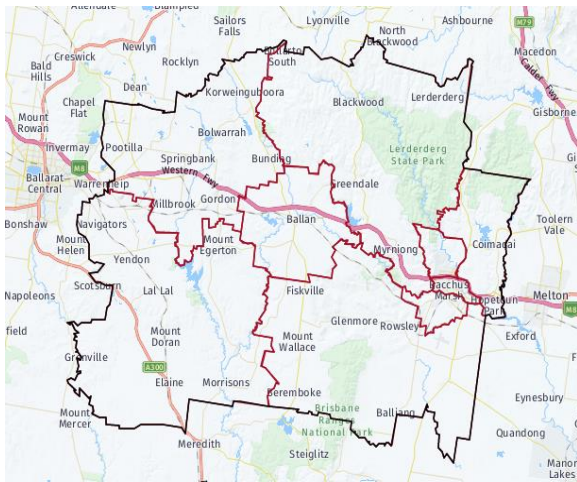 Allendale
Blampied
Sailors
Falls
Lyonville
North
Blackwood
Ashbourne
M79
Macedon
Calder Fwy
Creswick
Newlyn
Rocklyn
South
Bald
Hills
Dean
Korweinguboora
Blackwood
Lerderderg
Gisborne
Chapel
Flat
Mount
Rowan
Bolwarrah
Invermay
Pootilla
Springbank
Western Fwy
Bunding
Lerderderg
State Park
M8
Ballarat
Central
Warrenheip
Greendale
Millbrook
Gordon
Ballan
Toolern
Vale
Bonshaw
Navigators
Mount
Helen
Mount
Egerton
Myrniong
Coimadai
Yendon
Scotsburn
Lal Lal
Fiskville
Bacchus
Marsh
Hopetoun
Park
Melton
M8
Napoleons
field
Mount
Doran
Mount
Wallace
Glenmore
Rowsley
Exford
Grenville
A300
Elaine
Morrisons
Beremboke
Eynesbury
Mount
Mercer
Brisbane
Ranges
National Park
Balliang
Meredith
Quandong
Steiglitz
Manor
Lakes